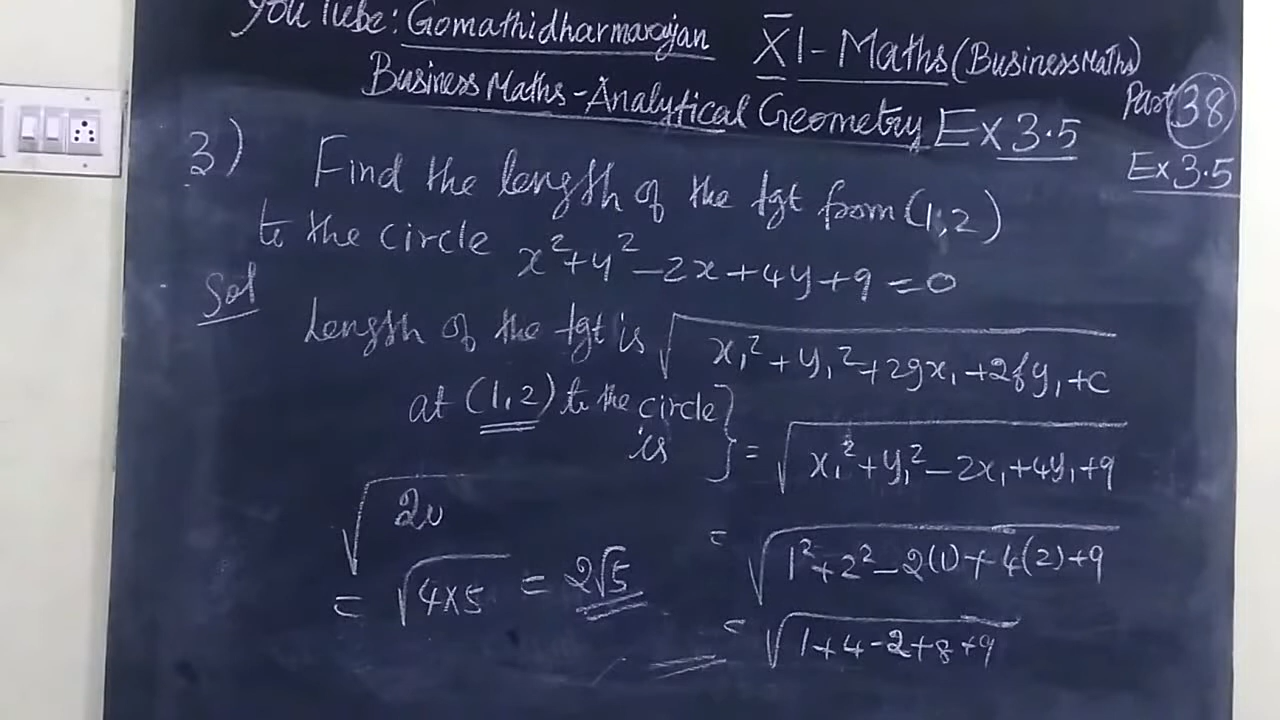 YouTube: Gomathidharmarajan XI-Maths (Business Maths)
Business Maths-Analytical Geometry Ex 3.5
Part 38
Ex 3.5
3) Find the length of the tgt from (1,2)
to the circle x²+y²-2x+4y+9=0
Sol
Length of the tgt is √(x₁²+y₁²+2gx₁+2fy₁+c)
at (1,2) to the circle
is } = √(x₁²+y₁²-2x₁+4y₁+9)
= √(1²+2²-2(1)+4(2)+9)
= √(1+4-2+8+9)
√20
= √(4×5) = 2√5